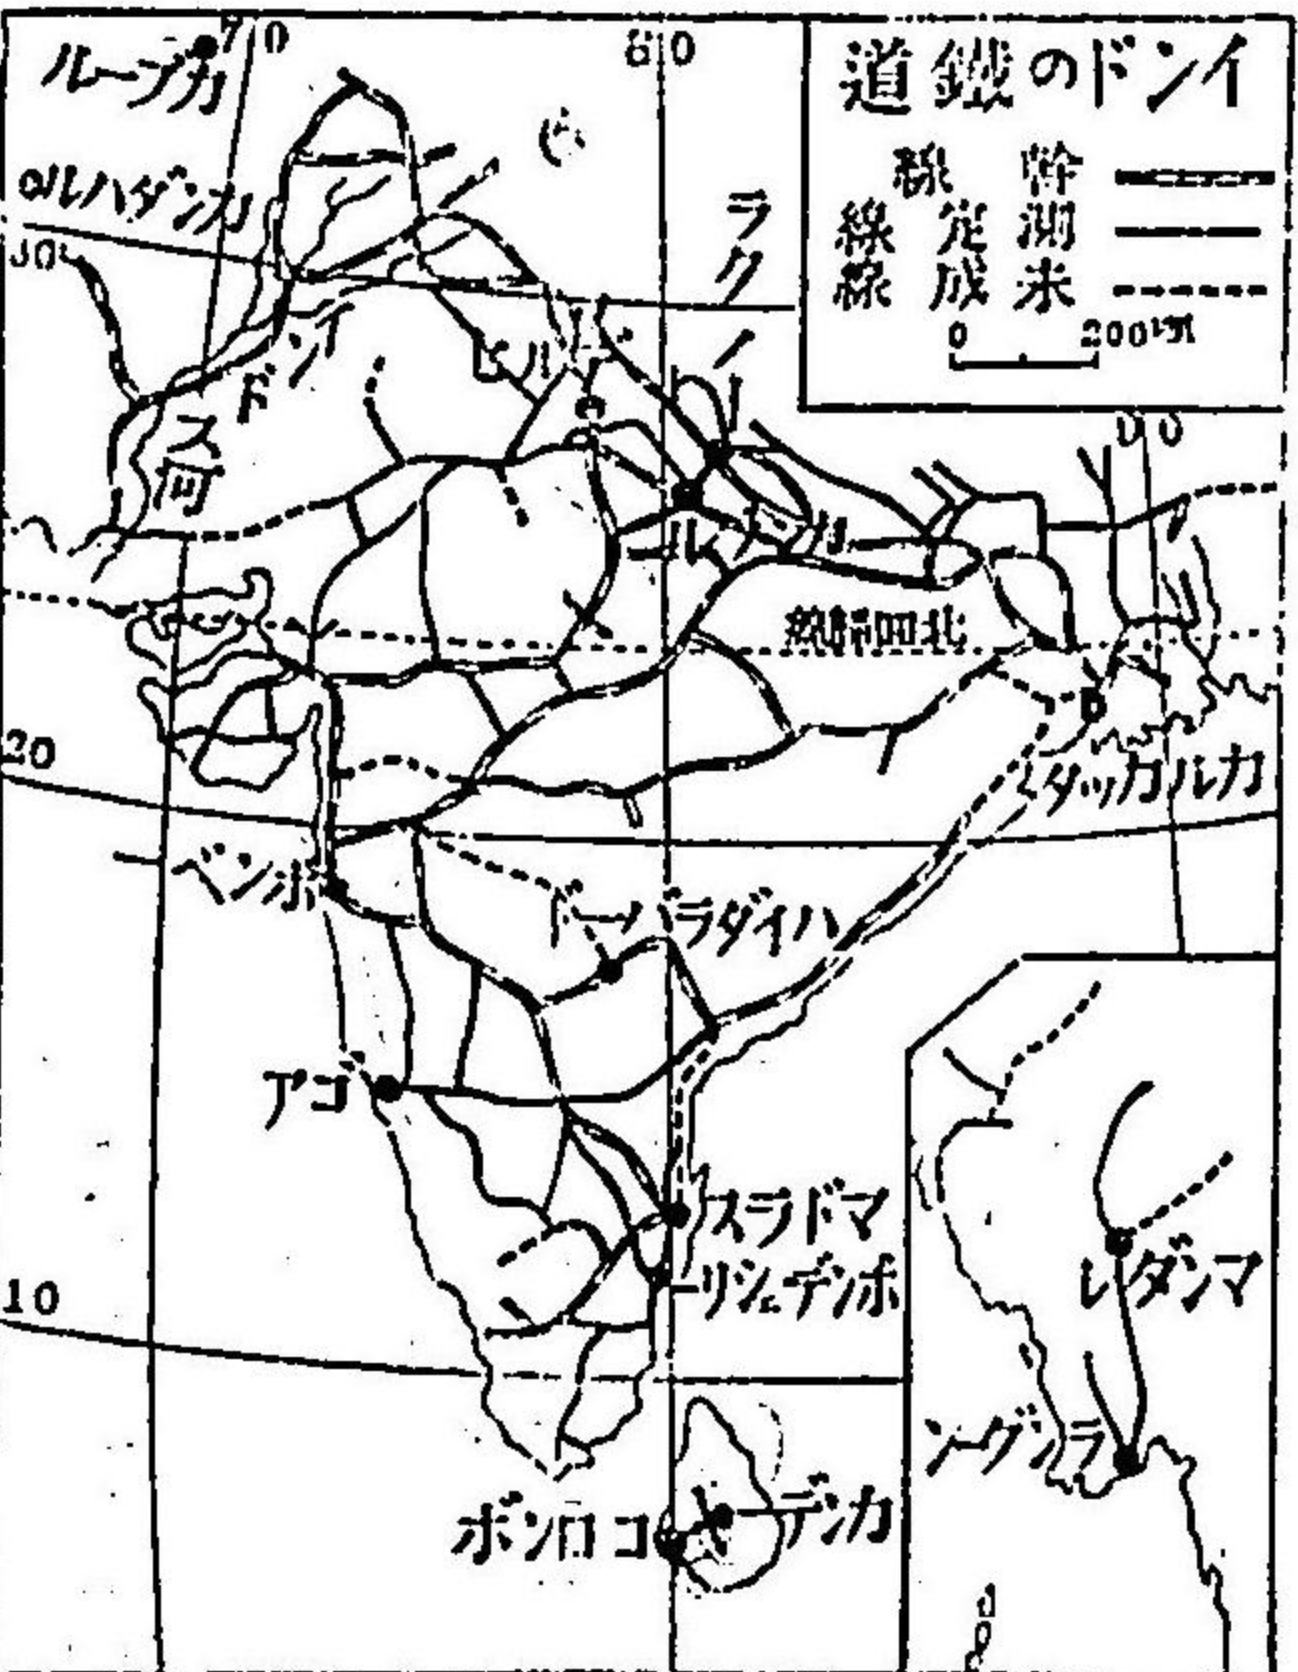 インドの鐵道
幹線
測定線
未成線
0 200哩
70
80
90
30
20
10
カーブル
カンダハル
インドス河
ラクノー
北回歸線
カルカッタ
ボンベ
ハイダラバード
ゴア
マドラス
ポンデシェリー
コロンボ
カンデー
マンダレ
ラングーン